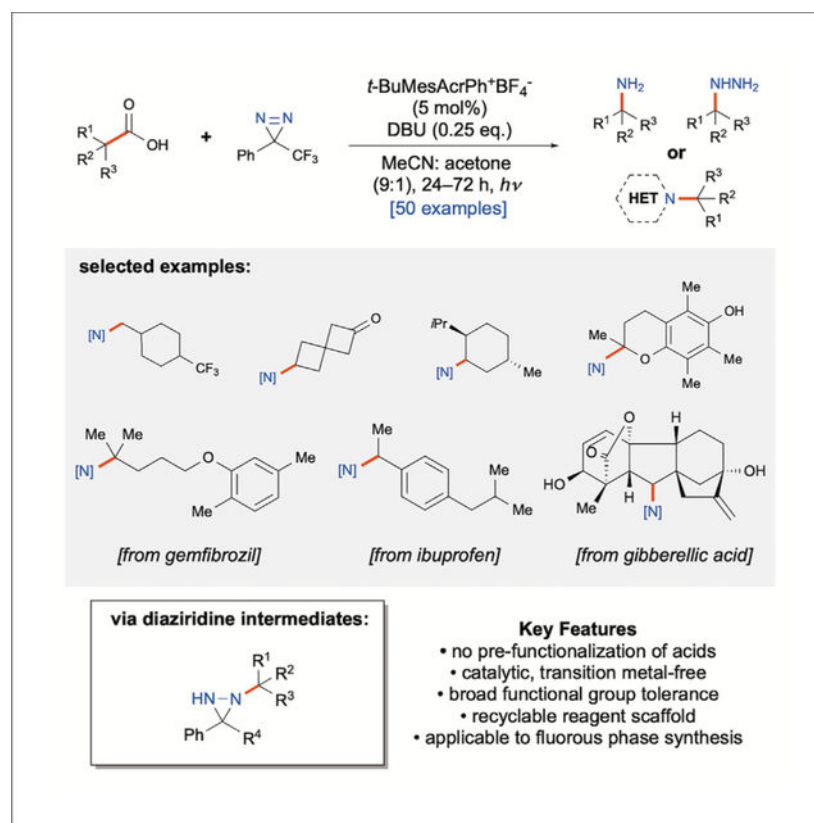 t-BuMesAcrPh⁺BF₄⁻
(5 mol%)
DBU (0.25 eq.)
MeCN: acetone
(9:1), 24–72 h, hν
[50 examples]
R¹
R²
R³
O
OH
+
N=N
Ph
CF₃
NH₂
R¹
R²
R³
NHNH₂
R¹
R²
R³
or
HET
N
R³
R²
R¹
selected examples:
[N]
CF₃
[N]
O
iPr
[N]
Me
Me
[N]
O
Me
OH
Me
Me
Me
Me
[N]
O
Me
Me
[from gemfibrozil]
Me
[N]
Me
Me
[from ibuprofen]
O
O
H
HO
Me
H
[N]
OH
[from gibberellic acid]
via diaziridine intermediates:
R¹
R²
R³
HN
N
Ph
R⁴
Key Features
• no pre-functionalization of acids
• catalytic, transition metal-free
• broad functional group tolerance
• recyclable reagent scaffold
• applicable to fluorous phase synthesis